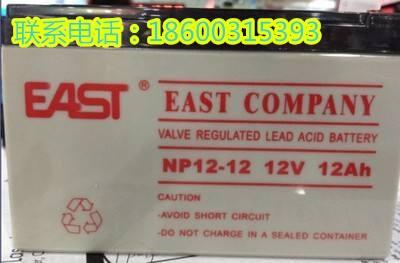 联系电话：18600315393
EAST ® EAST COMPANY
VALVE REGULATED LEAD ACID BATTERY
NP12-12 12V 12Ah
CAUTION
-AVOID SHORT CIRCUIT
-DO NOT CHARGE IN A SEALED CONTAINER